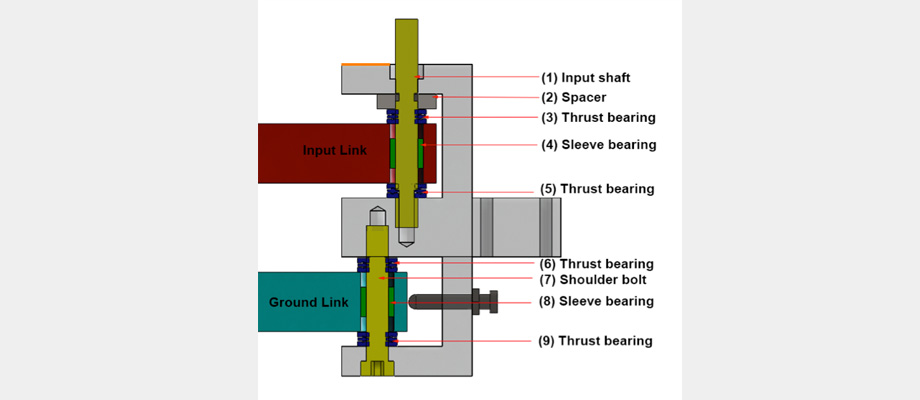 (1) Input shaft
(2) Spacer
(3) Thrust bearing
(4) Sleeve bearing
Input Link
(5) Thrust bearing
(6) Thrust bearing
(7) Shoulder bolt
Ground Link
(8) Sleeve bearing
(9) Thrust bearing